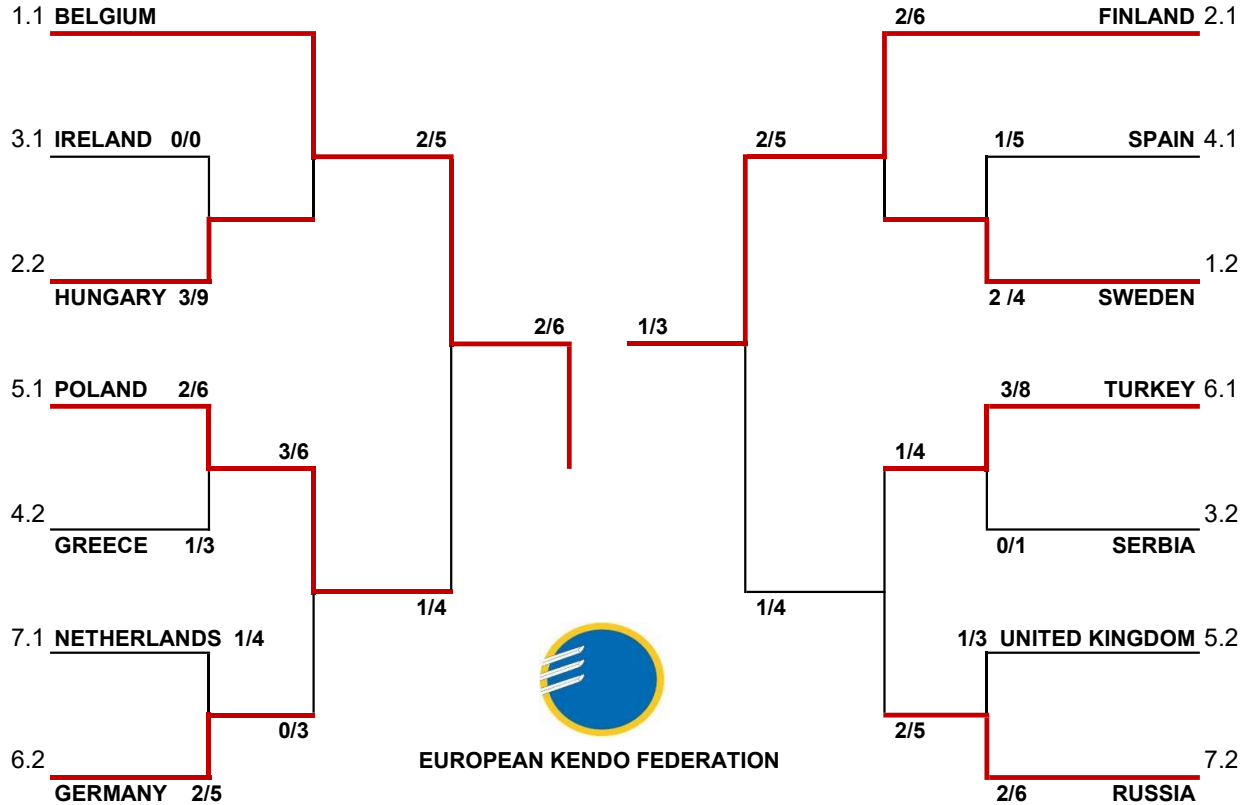 1.1 BELGIUM
2/6 FINLAND 2.1
3.1 IRELAND 0/0
2/5
2/5
1/5 SPAIN 4.1
2.2
1.2
HUNGARY 3/9
2 /4 SWEDEN
2/6
1/3
5.1 POLAND 2/6
3/8 TURKEY 6.1
3/6
1/4
4.2
3.2
GREECE 1/3
0/1 SERBIA
1/4
1/4
7.1 NETHERLANDS 1/4
1/3 UNITED KINGDOM 5.2
0/3
2/5
EUROPEAN KENDO FEDERATION
6.2
7.2
GERMANY 2/5
2/6 RUSSIA